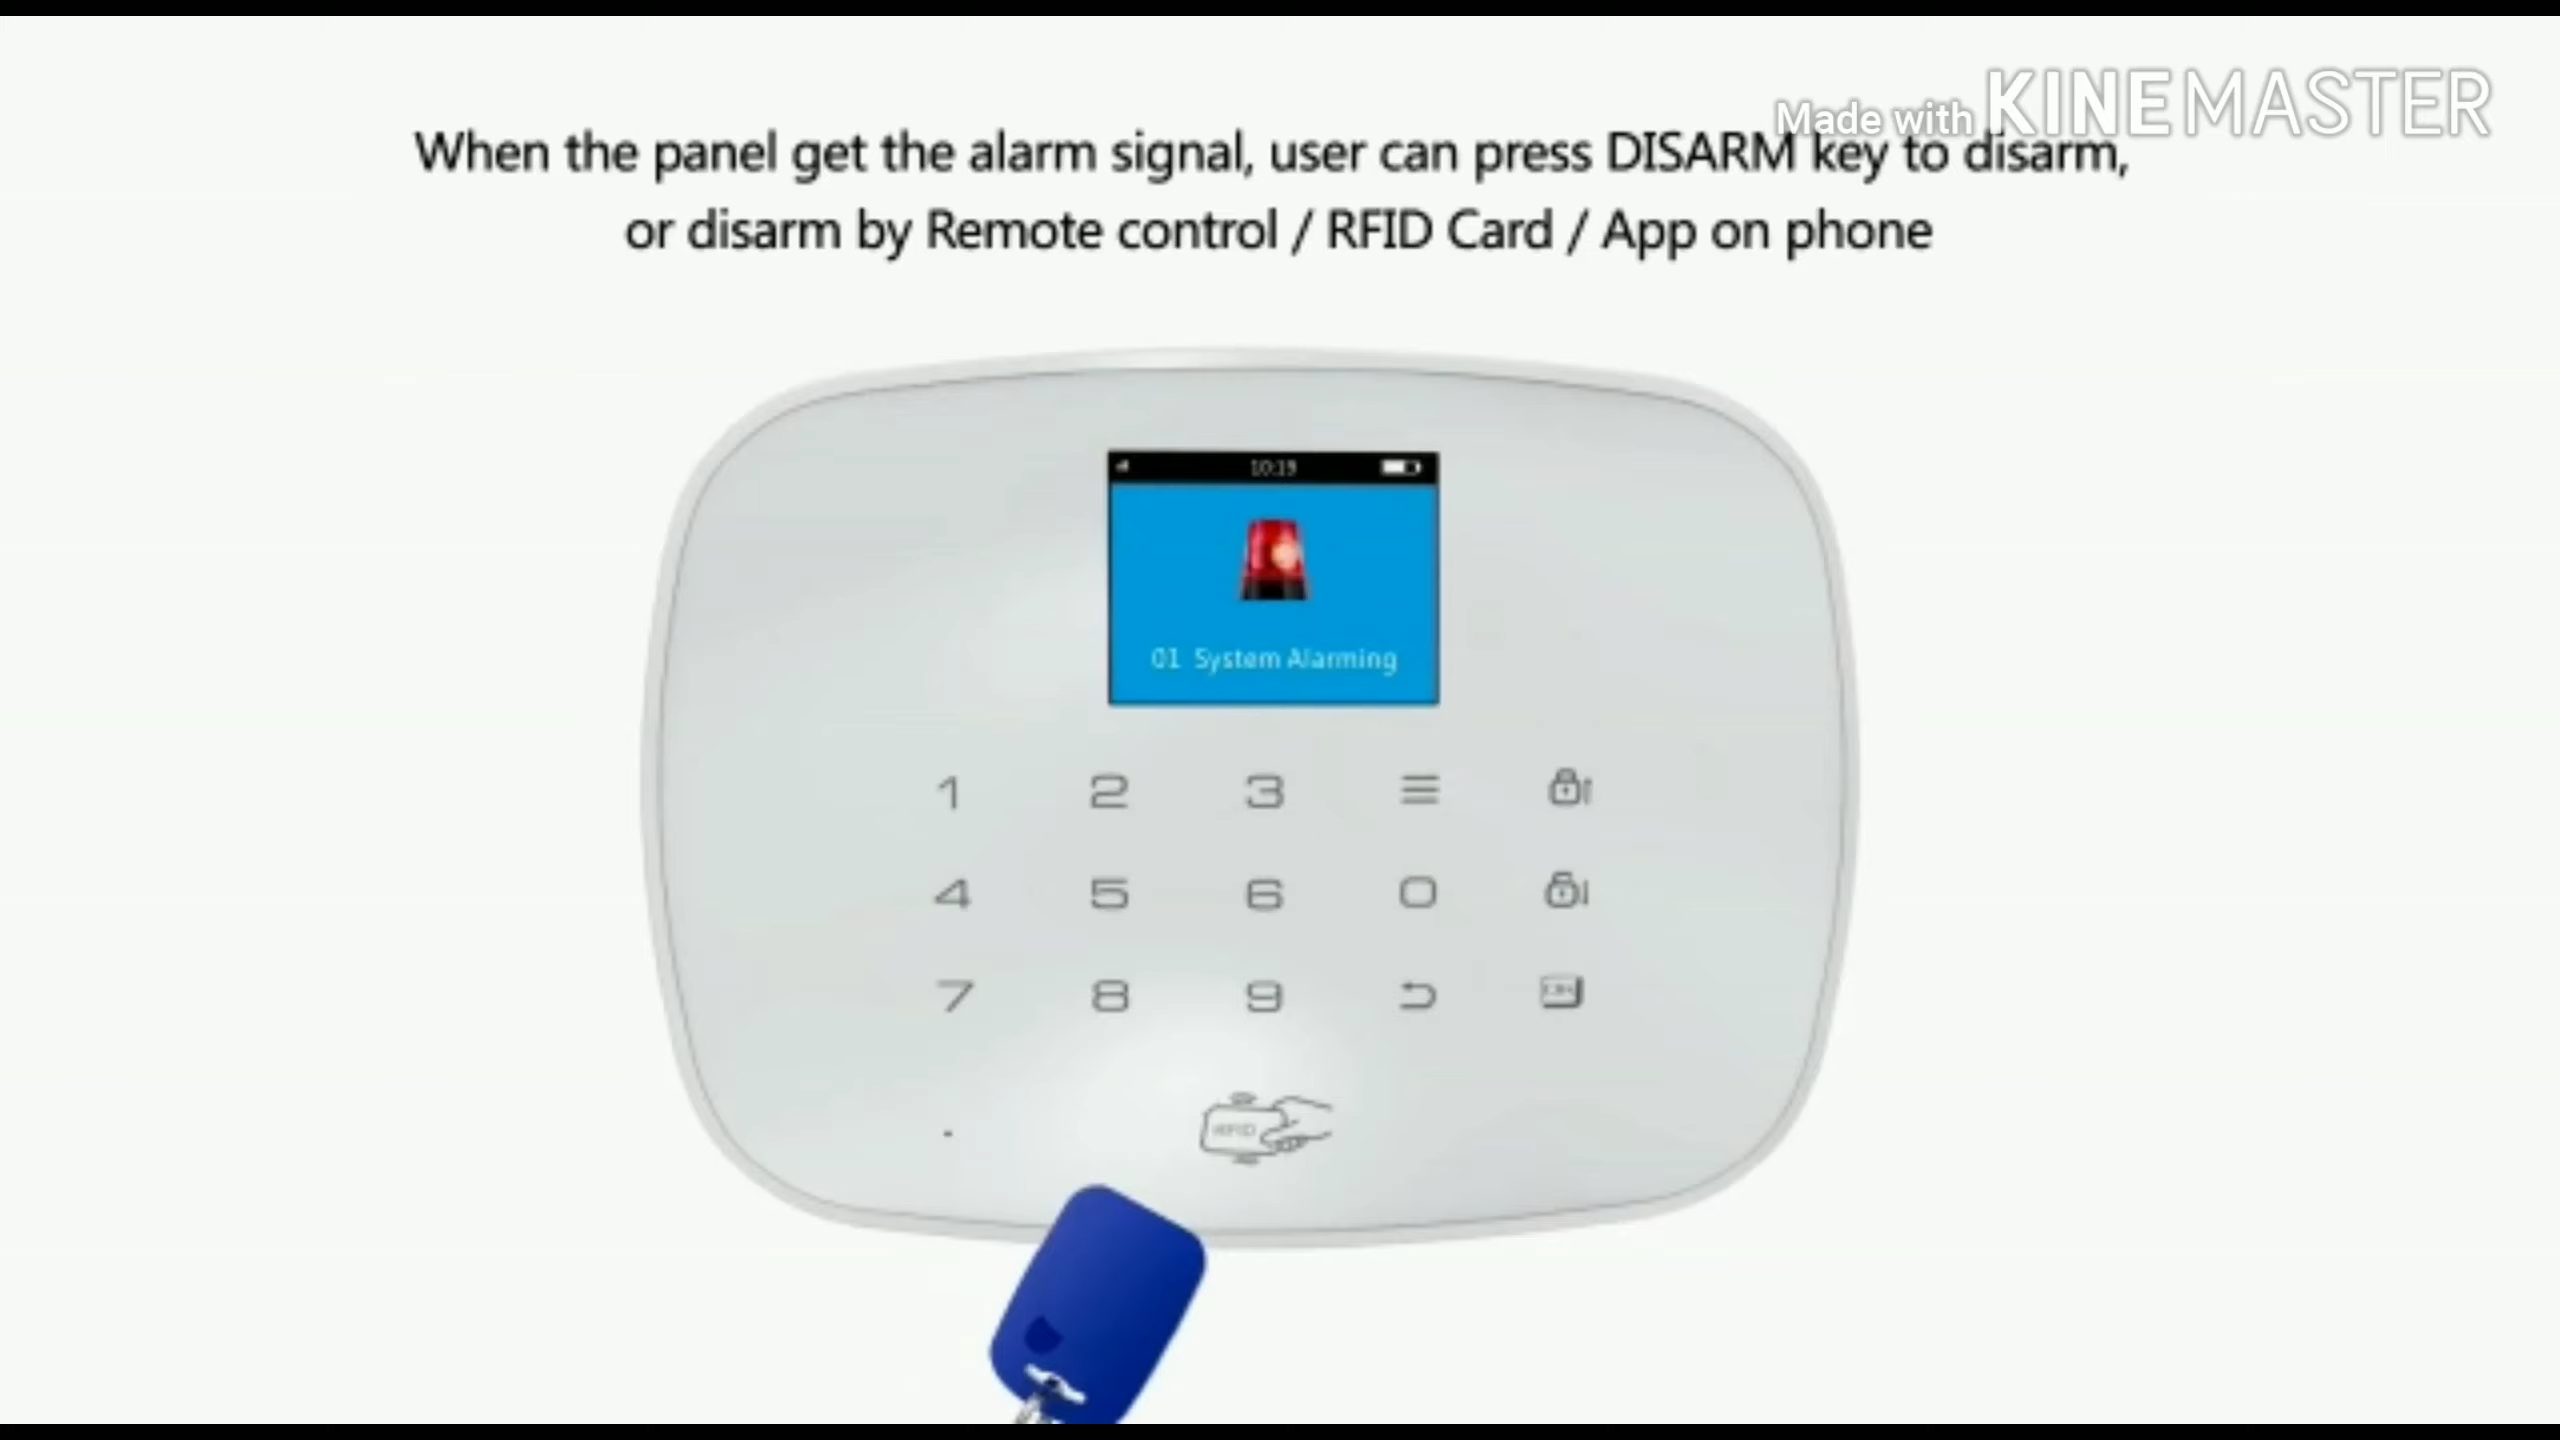 Made with KINEMASTER
When the panel get the alarm signal, user can press DISARM key to disarm,
or disarm by Remote control / RFID Card / App on phone
10:19
01 System Alarming
1 2 3
4 5 6 0
7 8 9
RFID